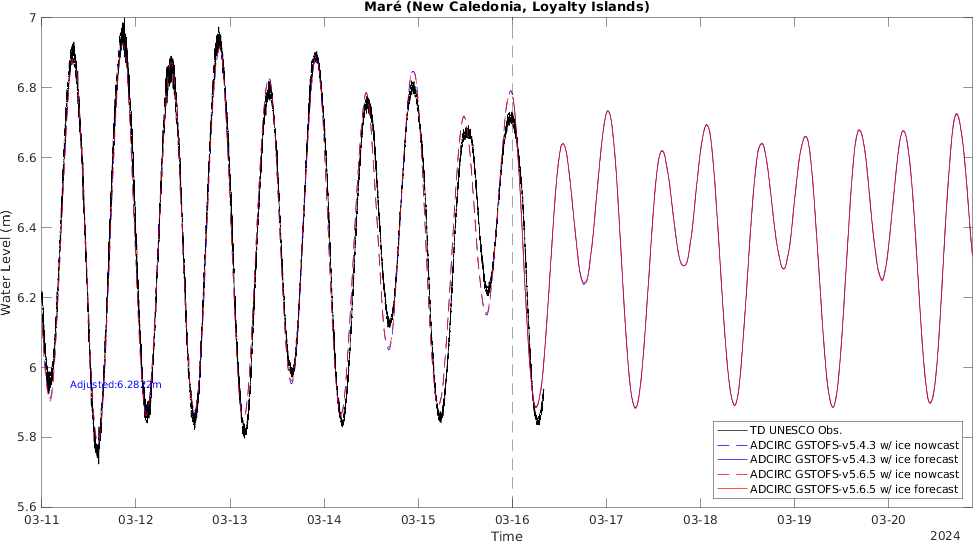 Maré (New Caledonia, Loyalty Islands)
7
6.8
6.6
6.4
6.2
6
5.8
5.6
Water Level (m)
Adjusted:6.2822m
TD UNESCO Obs.
ADCIRC GSTOFS-v5.4.3 w/ ice nowcast
ADCIRC GSTOFS-v5.4.3 w/ ice forecast
ADCIRC GSTOFS-v5.6.5 w/ ice nowcast
ADCIRC GSTOFS-v5.6.5 w/ ice forecast
03-11 03-12 03-13 03-14 03-15 03-16 03-17 03-18 03-19 03-20
Time
2024